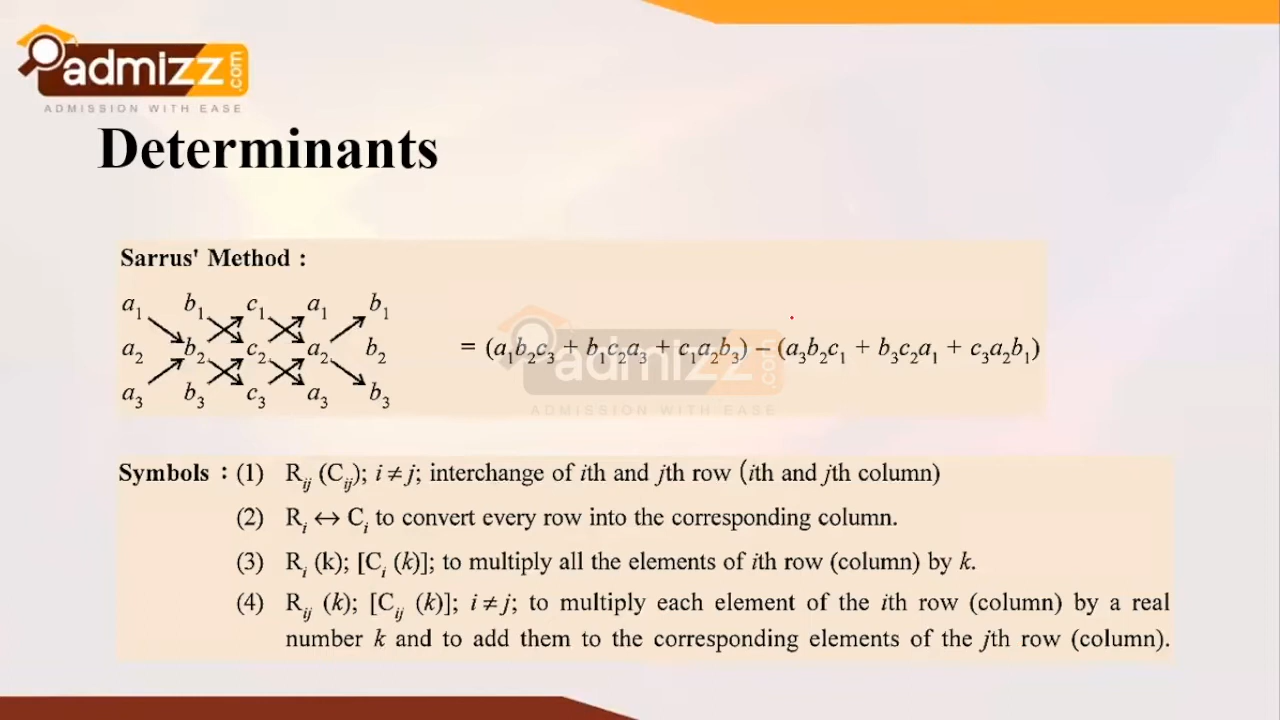 admizz.com
ADMISSION WITH EASE
Determinants
Sarrus' Method :
a₁ b₁ c₁ a₁ b₁
a₂ b₂ c₂ a₂ b₂ = (a₁b₂c₃ + b₁c₂a₃ + c₁a₂b₃) – (a₃b₂c₁ + b₃c₂a₁ + c₃a₂b₁)
a₃ b₃ c₃ a₃ b₃
admizz.com
ADMISSION WITH EASE
Symbols : (1) Rᵢⱼ (Cᵢⱼ); i ≠ j; interchange of ith and jth row (ith and jth column)
(2) Rᵢ ↔ Cᵢ to convert every row into the corresponding column.
(3) Rᵢ (k); [Cᵢ (k)]; to multiply all the elements of ith row (column) by k.
(4) Rᵢⱼ (k); [Cᵢⱼ (k)]; i ≠ j; to multiply each element of the ith row (column) by a real
number k and to add them to the corresponding elements of the jth row (column).